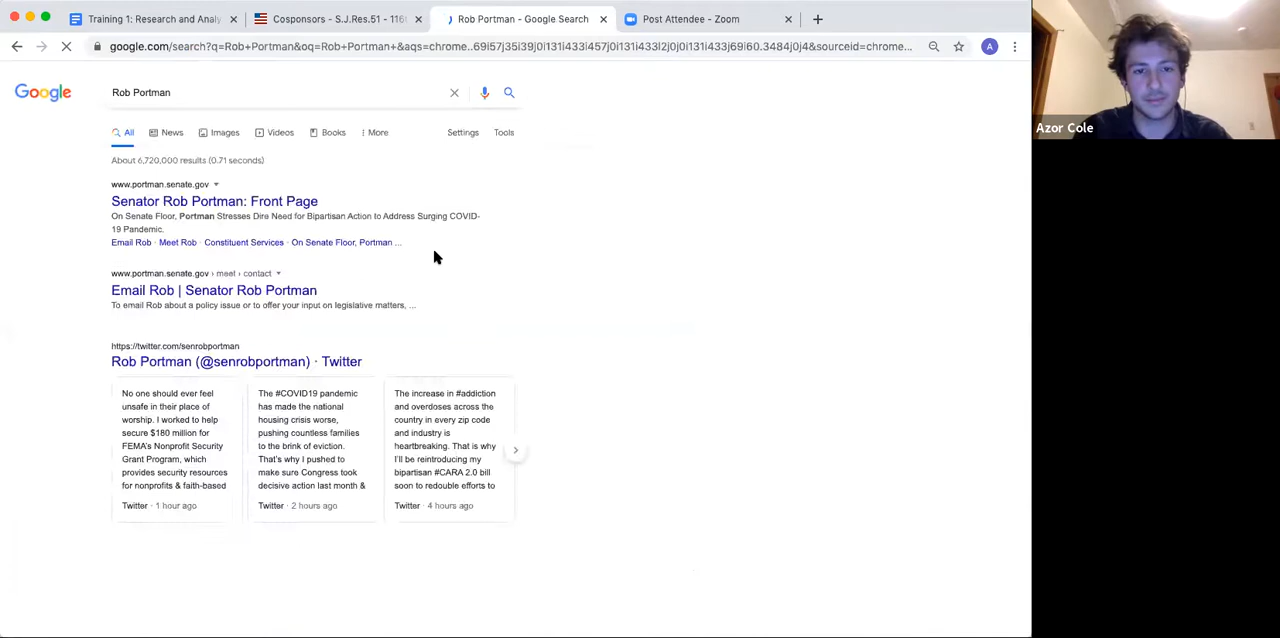 Training 1: Research and Analy
Cosponsors - S.J.Res.51 - 116
Rob Portman - Google Search
Post Attendee - Zoom
google.com/search?q=Rob+Portman&oq=Rob+Portman+&aqs=chrome..69i57j35i39j0i131i433i457j0i131i433l2j0j0i131i433j69i60.3484j0j4&sourceid=chrome...
A
Google
Rob Portman
All
News
Images
Videos
Books
More
Settings
Tools
About 6,720,000 results (0.71 seconds)
www.portman.senate.gov
Senator Rob Portman: Front Page
On Senate Floor, Portman Stresses Dire Need for Bipartisan Action to Address Surging COVID-
19 Pandemic.
Email Rob · Meet Rob · Constituent Services · On Senate Floor, Portman ...
www.portman.senate.gov › meet › contact
Email Rob | Senator Rob Portman
To email Rob about a policy issue or to offer your input on legislative matters, ...
https://twitter.com/senrobportman
Rob Portman (@senrobportman) · Twitter
No one should ever feel
unsafe in their place of
worship. I worked to help
secure $180 million for
FEMA's Nonprofit Security
Grant Program, which
provides security resources
for nonprofits & faith-based
Twitter · 1 hour ago
The #COVID19 pandemic
has made the national
housing crisis worse,
pushing countless families
to the brink of eviction.
That's why I pushed to
make sure Congress took
decisive action last month &
Twitter · 2 hours ago
The increase in #addiction
and overdoses across the
country in every zip code
and industry is
heartbreaking. That is why
I'll be reintroducing my
bipartisan #CARA 2.0 bill
soon to redouble efforts to
Twitter · 4 hours ago
Azor Cole